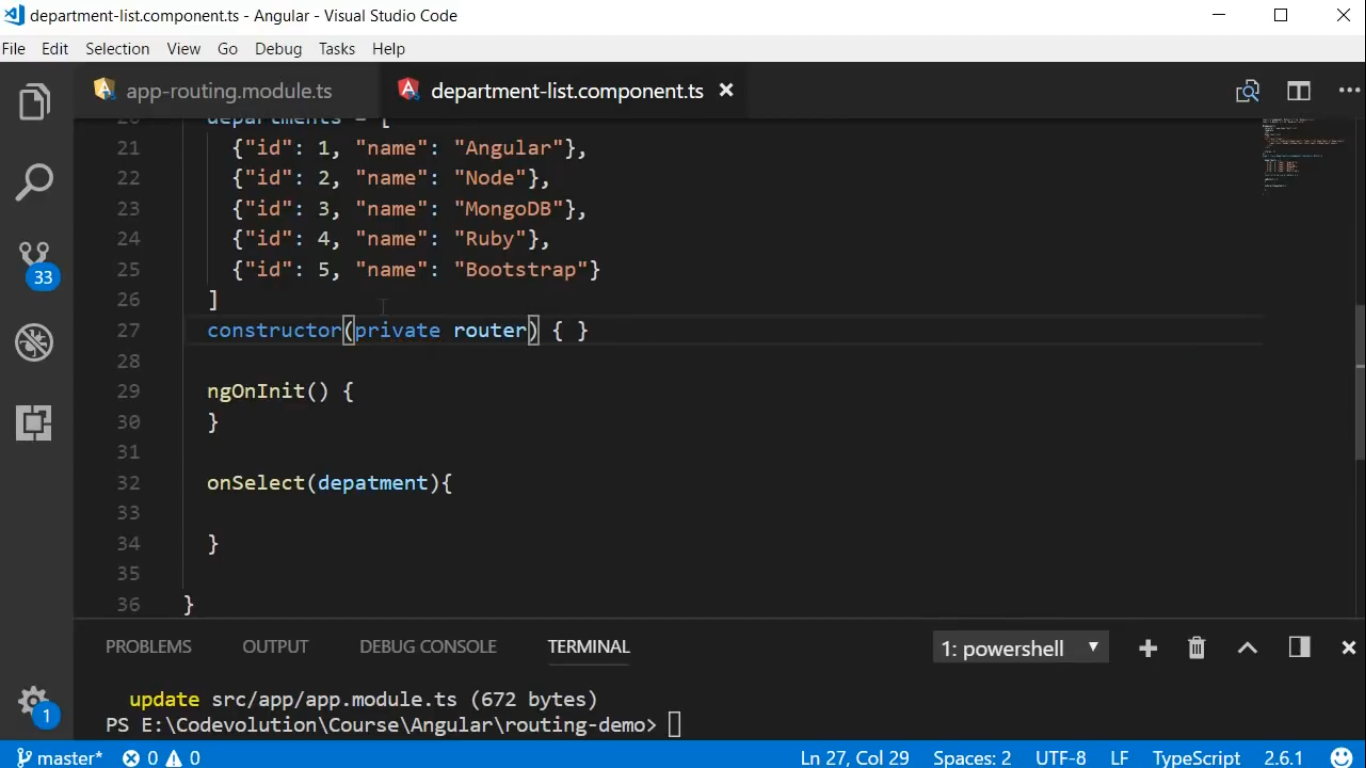 department-list.component.ts - Angular - Visual Studio Code
File Edit Selection View Go Debug Tasks Help
app-routing.module.ts department-list.component.ts
20 departments = [
21 {"id": 1, "name": "Angular"},
22 {"id": 2, "name": "Node"},
23 {"id": 3, "name": "MongoDB"},
24 {"id": 4, "name": "Ruby"},
25 {"id": 5, "name": "Bootstrap"}
26 ]
27 constructor(private router) { }
28
29 ngOnInit() {
30 }
31
32 onSelect(depatment){
33
34 }
35
36 }
33
1
PROBLEMS OUTPUT DEBUG CONSOLE TERMINAL 1: powershell
update src/app/app.module.ts (672 bytes)
PS E:\Codevolution\Course\Angular\routing-demo>
master* 0 0 Ln 27, Col 29 Spaces: 2 UTF-8 LF TypeScript 2.6.1